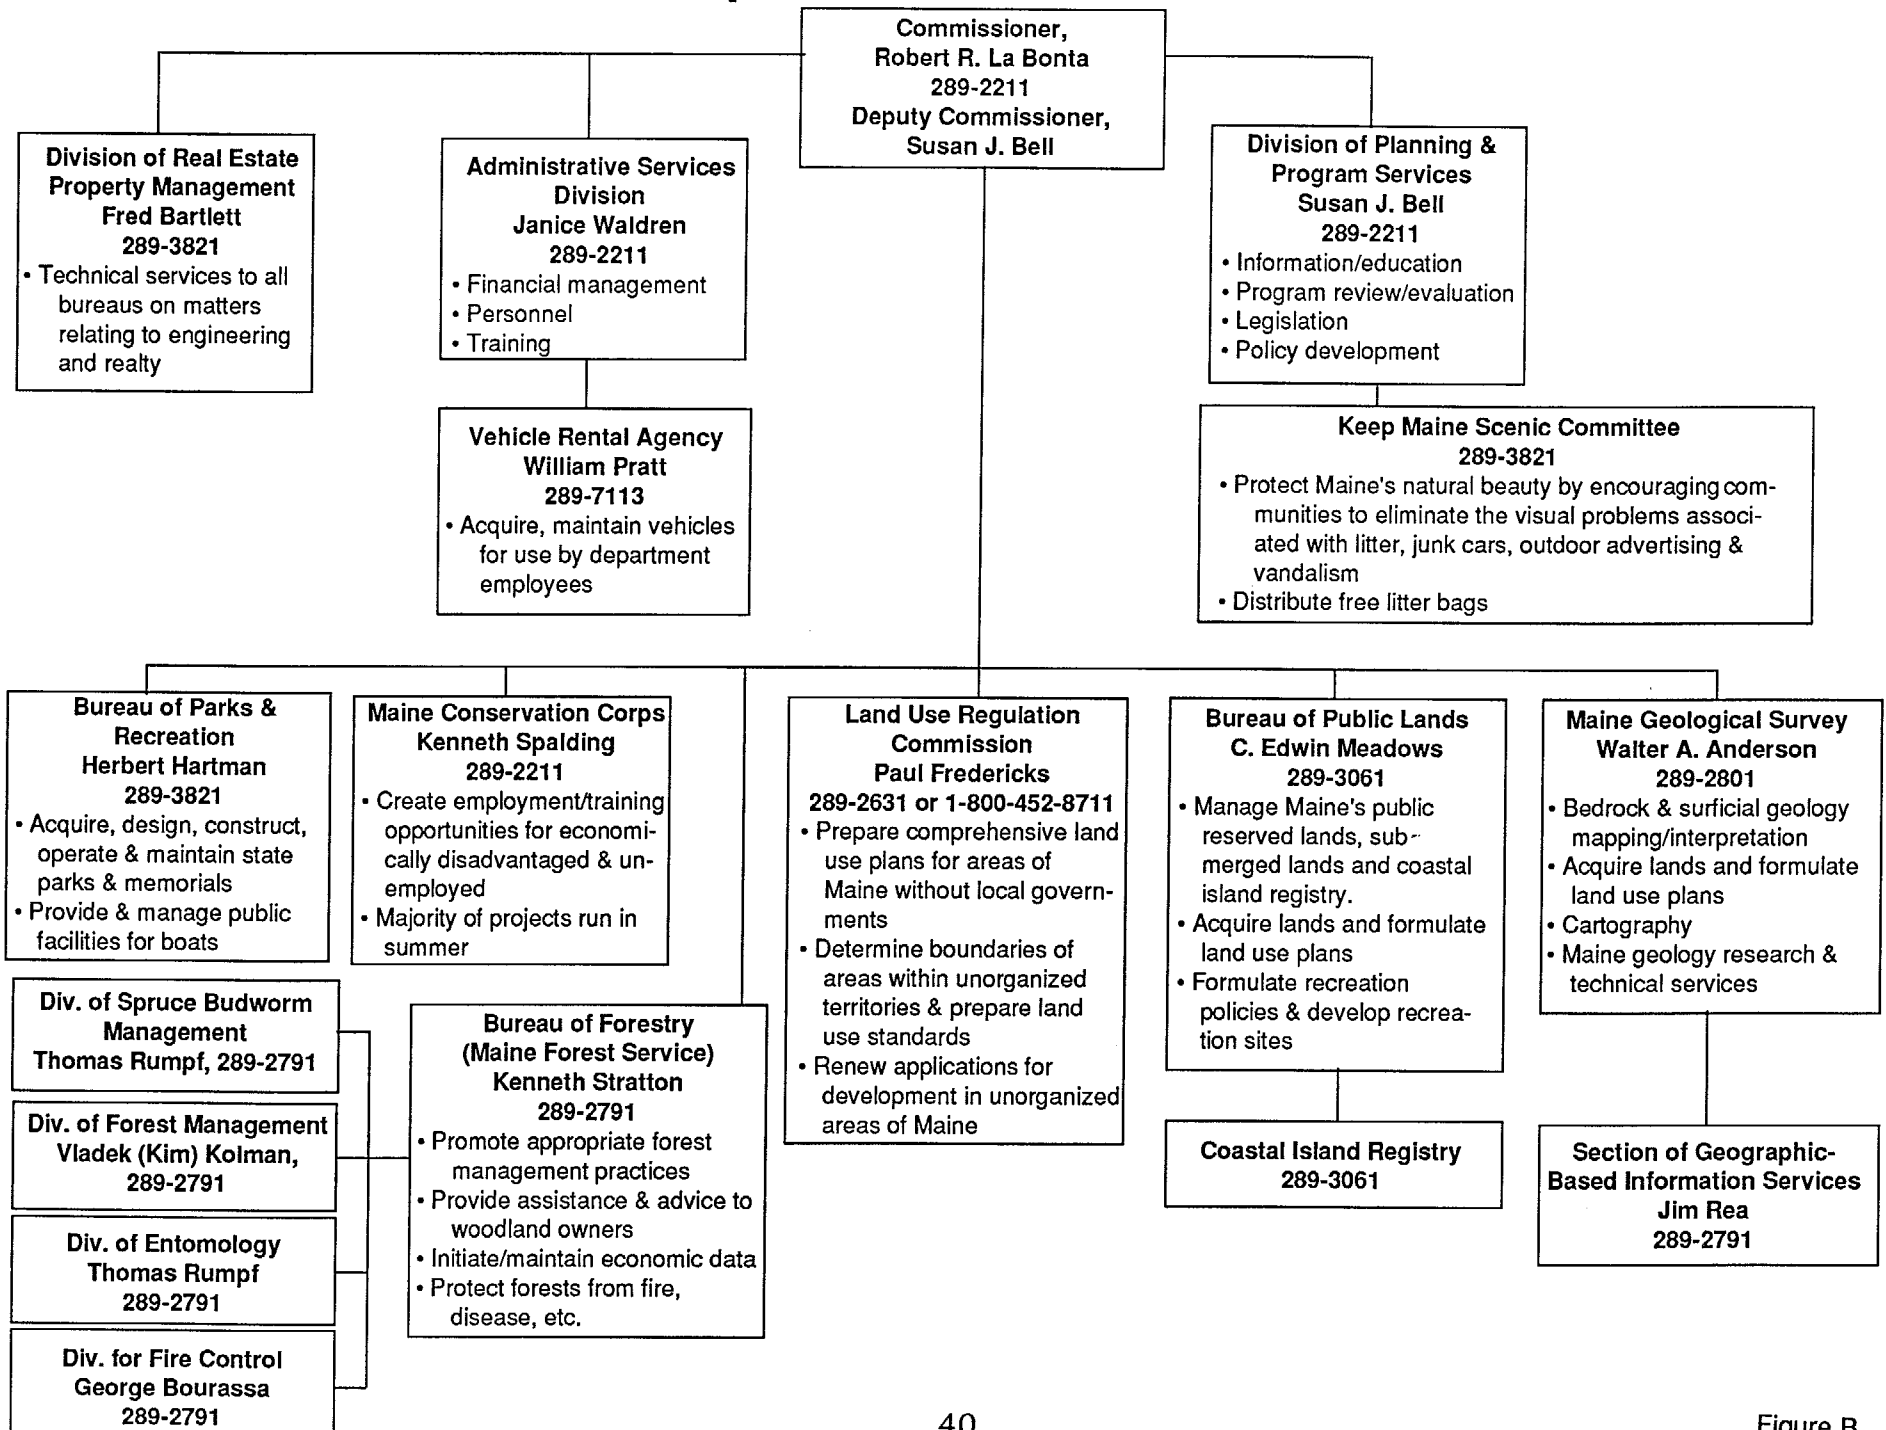 Commissioner,
Robert R. La Bonta
289-2211
Deputy Commissioner,
Susan J. Bell
Division of Real Estate
Property Management
Fred Bartlett
289-3821
• Technical services to all
bureaus on matters
relating to engineering
and realty
Administrative Services
Division
Janice Waldren
289-2211
• Financial management
• Personnel
• Training
Division of Planning &
Program Services
Susan J. Bell
289-2211
• Information/education
• Program review/evaluation
• Legislation
• Policy development
Vehicle Rental Agency
William Pratt
289-7113
• Acquire, maintain vehicles
for use by department
employees
Keep Maine Scenic Committee
289-3821
• Protect Maine's natural beauty by encouraging com-
munities to eliminate the visual problems associ-
ated with litter, junk cars, outdoor advertising &
vandalism
• Distribute free litter bags
Bureau of Parks &
Recreation
Herbert Hartman
289-3821
• Acquire, design, construct,
operate & maintain state
parks & memorials
• Provide & manage public
facilities for boats
Maine Conservation Corps
Kenneth Spalding
289-2211
• Create employment/training
opportunities for economi-
cally disadvantaged & un-
employed
• Majority of projects run in
summer
Land Use Regulation
Commission
Paul Fredericks
289-2631 or 1-800-452-8711
• Prepare comprehensive land
use plans for areas of
Maine without local govern-
ments
• Determine boundaries of
areas within unorganized
territories & prepare land
use standards
• Renew applications for
development in unorganized
areas of Maine
Bureau of Public Lands
C. Edwin Meadows
289-3061
• Manage Maine's public
reserved lands, sub-
merged lands and coastal
island registry.
• Acquire lands and formulate
land use plans
• Formulate recreation
policies & develop recrea-
tion sites
Maine Geological Survey
Walter A. Anderson
289-2801
• Bedrock & surficial geology
mapping/interpretation
• Acquire lands and formulate
land use plans
• Cartography
• Maine geology research &
technical services
Div. of Spruce Budworm
Management
Thomas Rumpf, 289-2791
Div. of Forest Management
Vladek (Kim) Kolman,
289-2791
Div. of Entomology
Thomas Rumpf
289-2791
Div. for Fire Control
George Bourassa
289-2791
Bureau of Forestry
(Maine Forest Service)
Kenneth Stratton
289-2791
• Promote appropriate forest
management practices
• Provide assistance & advice to
woodland owners
• Initiate/maintain economic data
• Protect forests from fire,
disease, etc.
Coastal Island Registry
289-3061
Section of Geographic-
Based Information Services
Jim Rea
289-2791
40
Figure B